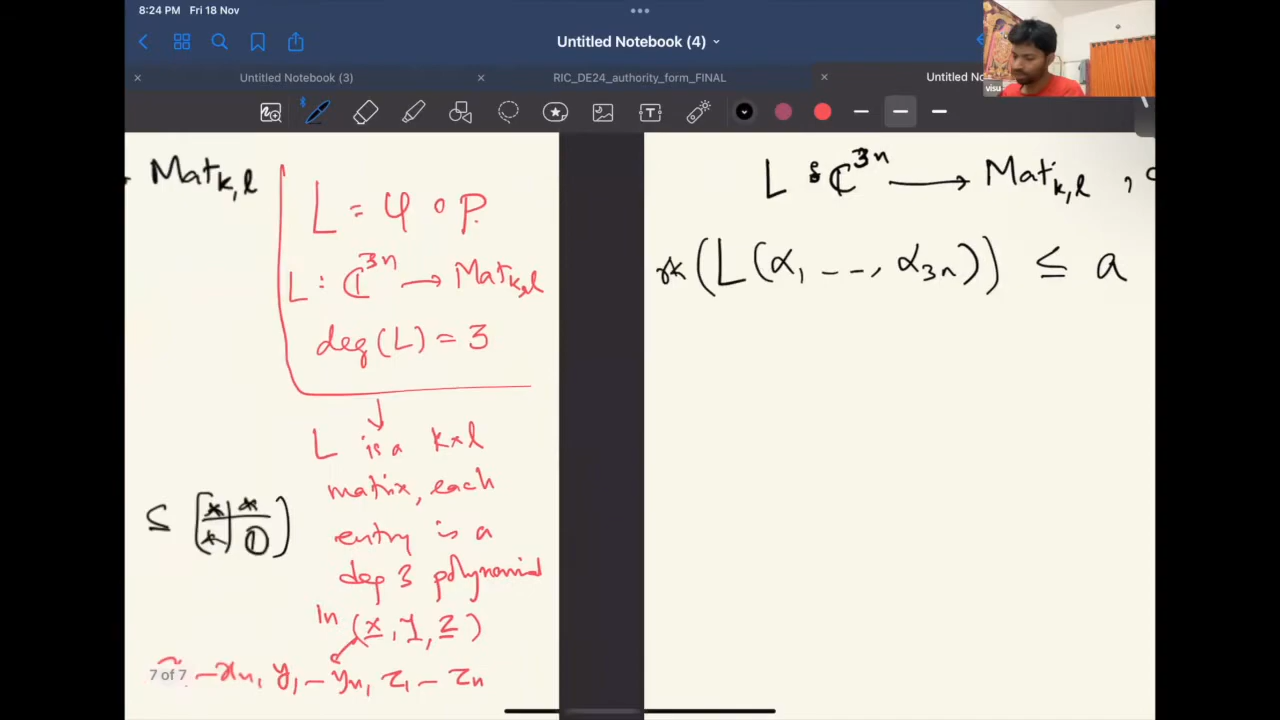 8:24 PM Fri 18 Nov
Untitled Notebook (4)
Untitled Notebook (3)
RIC_DE24_authority_form_FINAL
Untitled No
visu
Mat_{k,l}
L = φ ∘ P.
L : ℂ^{3n} → Mat_{k,l}
deg(L) = 3
L is a k×l
matrix, each
entry is a
deg 3 polynomial
In (x, y, z)
– x_n, y_1 – y_n, z_1 – z_n
⊆ [* | * / * | 0]
7 of 7
L : ℂ^{3n} ⟶ Mat_{k,l} ,
rk(L(α_1, – – –, α_{3n})) ≤ a